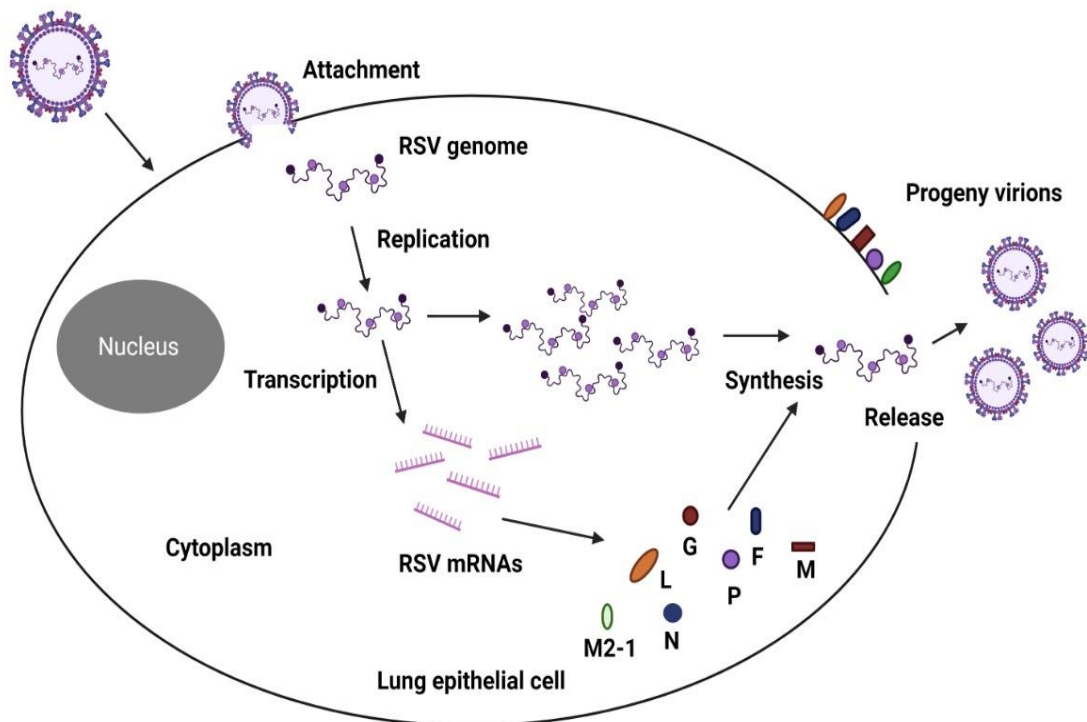 Attachment
RSV genome
Progeny virions
Replication
Nucleus
Transcription
Synthesis
Release
G
F
M
L
P
Cytoplasm
RSV mRNAs
M2-1
N
Lung epithelial cell